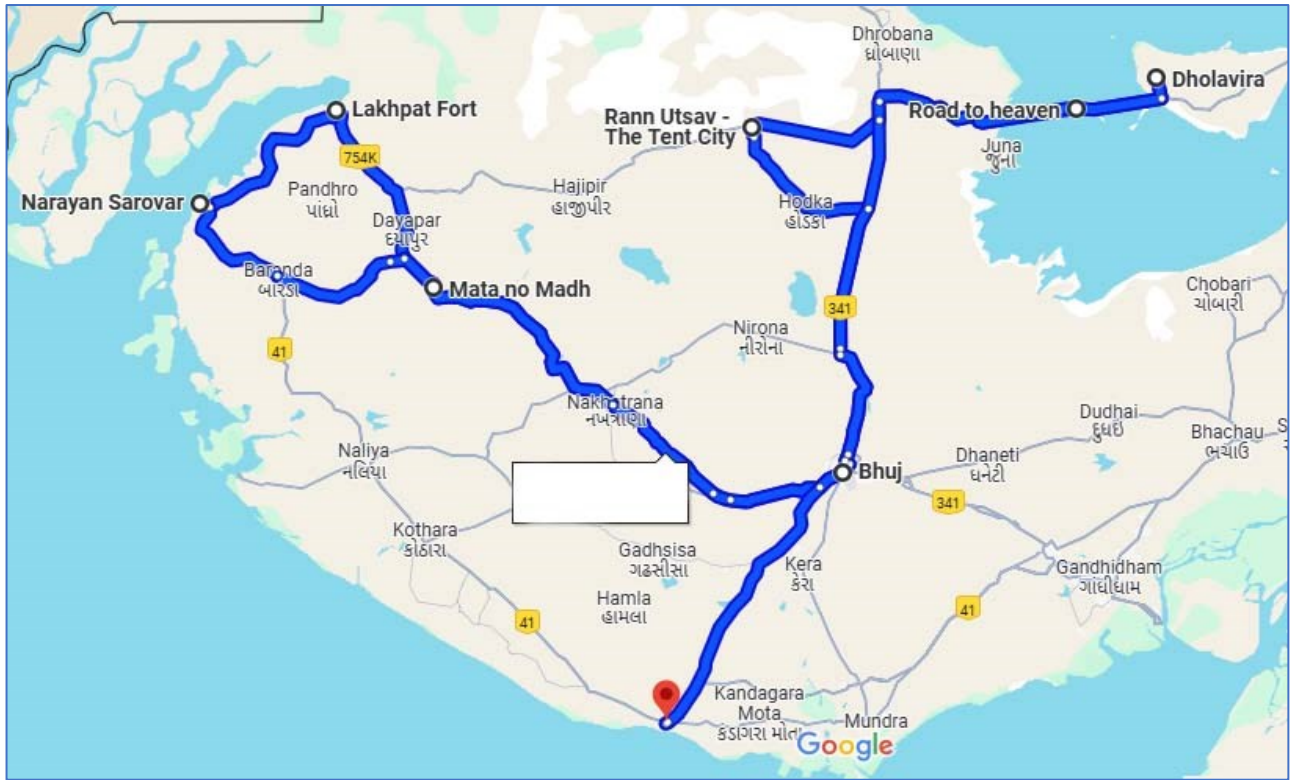 Dhrobana
ધ્રોબાણા
Dholavira
Lakhpat Fort
Road to heaven
Rann Utsav -
The Tent City
Juna
જુના
754K
Pandhro
પાંધ્રો
Hajipir
હાજીપીર
Narayan Sarovar
Hodka
હોડકા
Dayapar
દયાપુર
Baranda
બારંડા
Mata no Madh
Chobari
ચોબારી
341
Nirona
નીરોના
41
Nakhatrana
નખત્રાણા
Dudhai
દુધઈ
Bhachau
ભચાઉ
Naliya
નલિયા
Dhaneti
ધનેટી
Bhuj
341
Kothara
કોઠારા
Gadhsisa
ગઢસીસા
Kera
કેરા
Gandhidham
ગાંધીધામ
Hamla
હામલા
41
41
Kandagara
Mota
કંડાગરા મોતા
Mundra
Google